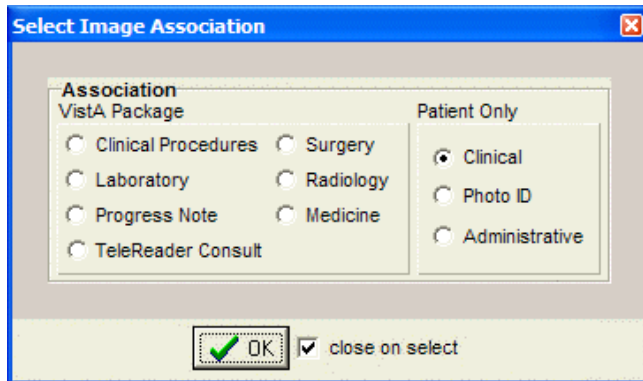 Select Image Association
Association
VistA Package
Patient Only
Clinical Procedures
Surgery
Laboratory
Radiology
Progress Note
Medicine
TeleReader Consult
Clinical
Photo ID
Administrative
OK
close on select